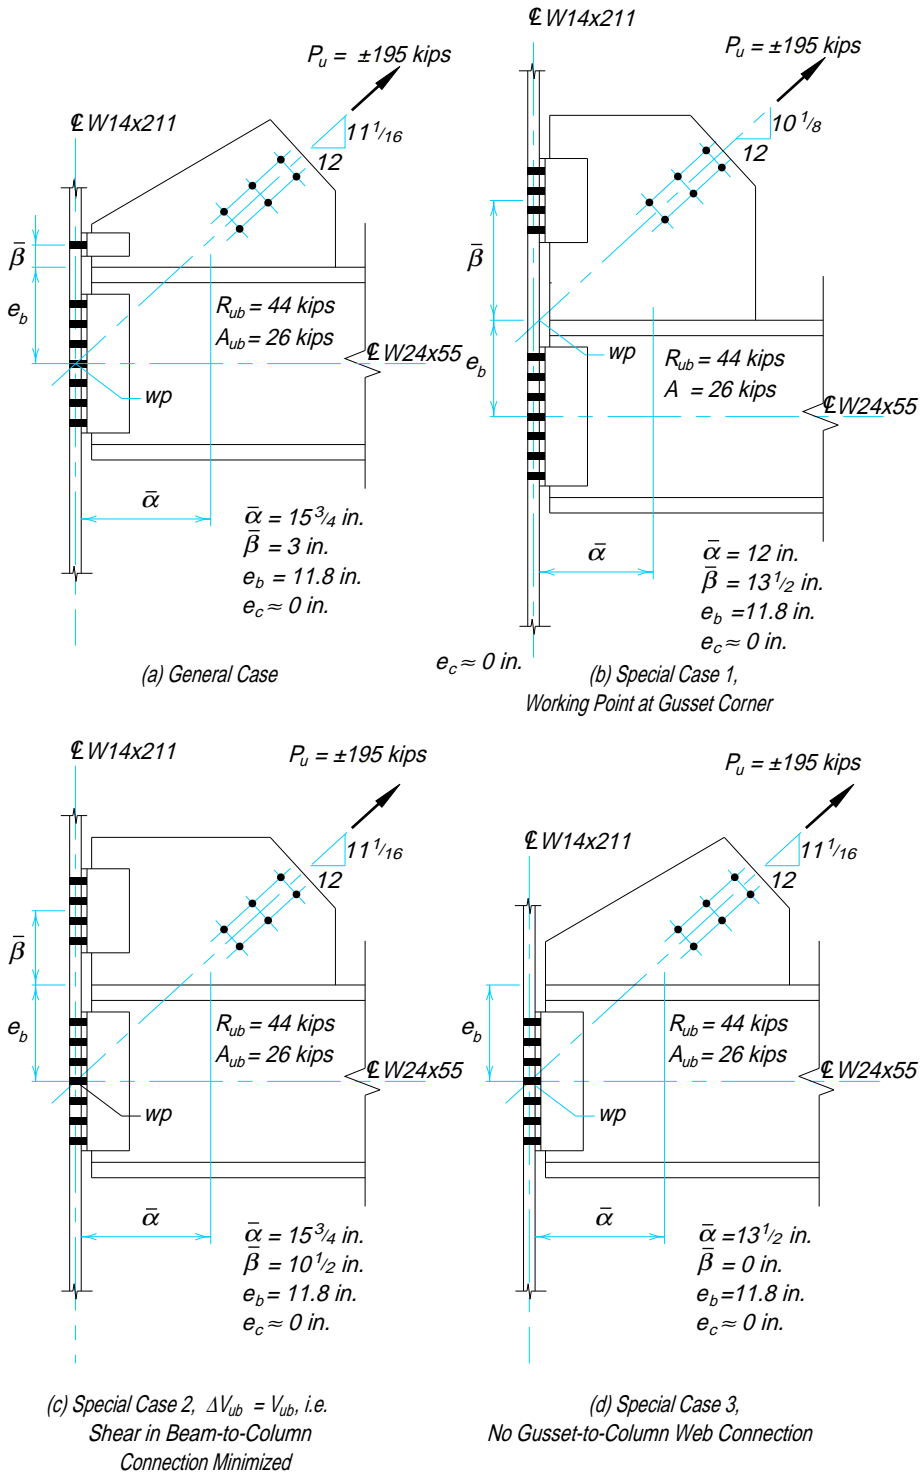 ℄ W14x211
P_u = ±195 kips
11 1/16
12
β̄
e_b
R_ub = 44 kips
A_ub = 26 kips
℄ W24x55
wp
ᾱ
ᾱ = 15 3/4 in.
β̄ = 3 in.
e_b = 11.8 in.
e_c ≈ 0 in.
(a) General Case
℄ W14x211
P_u = ±195 kips
10 1/8
12
β̄
e_b
wp
R_ub = 44 kips
A = 26 kips
℄ W24x55
ᾱ
ᾱ = 12 in.
β̄ = 13 1/2 in.
e_b =11.8 in.
e_c ≈ 0 in.
e_c ≈ 0 in.
(b) Special Case 1,
Working Point at Gusset Corner
℄ W14x211
P_u = ±195 kips
11 1/16
12
β̄
e_b
R_ub = 44 kips
A_ub = 26 kips
℄ W24x55
wp
ᾱ
ᾱ = 15 3/4 in.
β̄ = 10 1/2 in.
e_b = 11.8 in.
e_c ≈ 0 in.
(c) Special Case 2, ΔV_ub = V_ub, i.e.
Shear in Beam-to-Column
Connection Minimized
℄ W14x211
P_u = ±195 kips
11 1/16
12
e_b
R_ub = 44 kips
A_ub = 26 kips
℄ W24x55
wp
ᾱ
ᾱ =13 1/2 in.
β̄ = 0 in.
e_b=11.8 in.
e_c ≈ 0 in.
(d) Special Case 3,
No Gusset-to-Column Web Connection